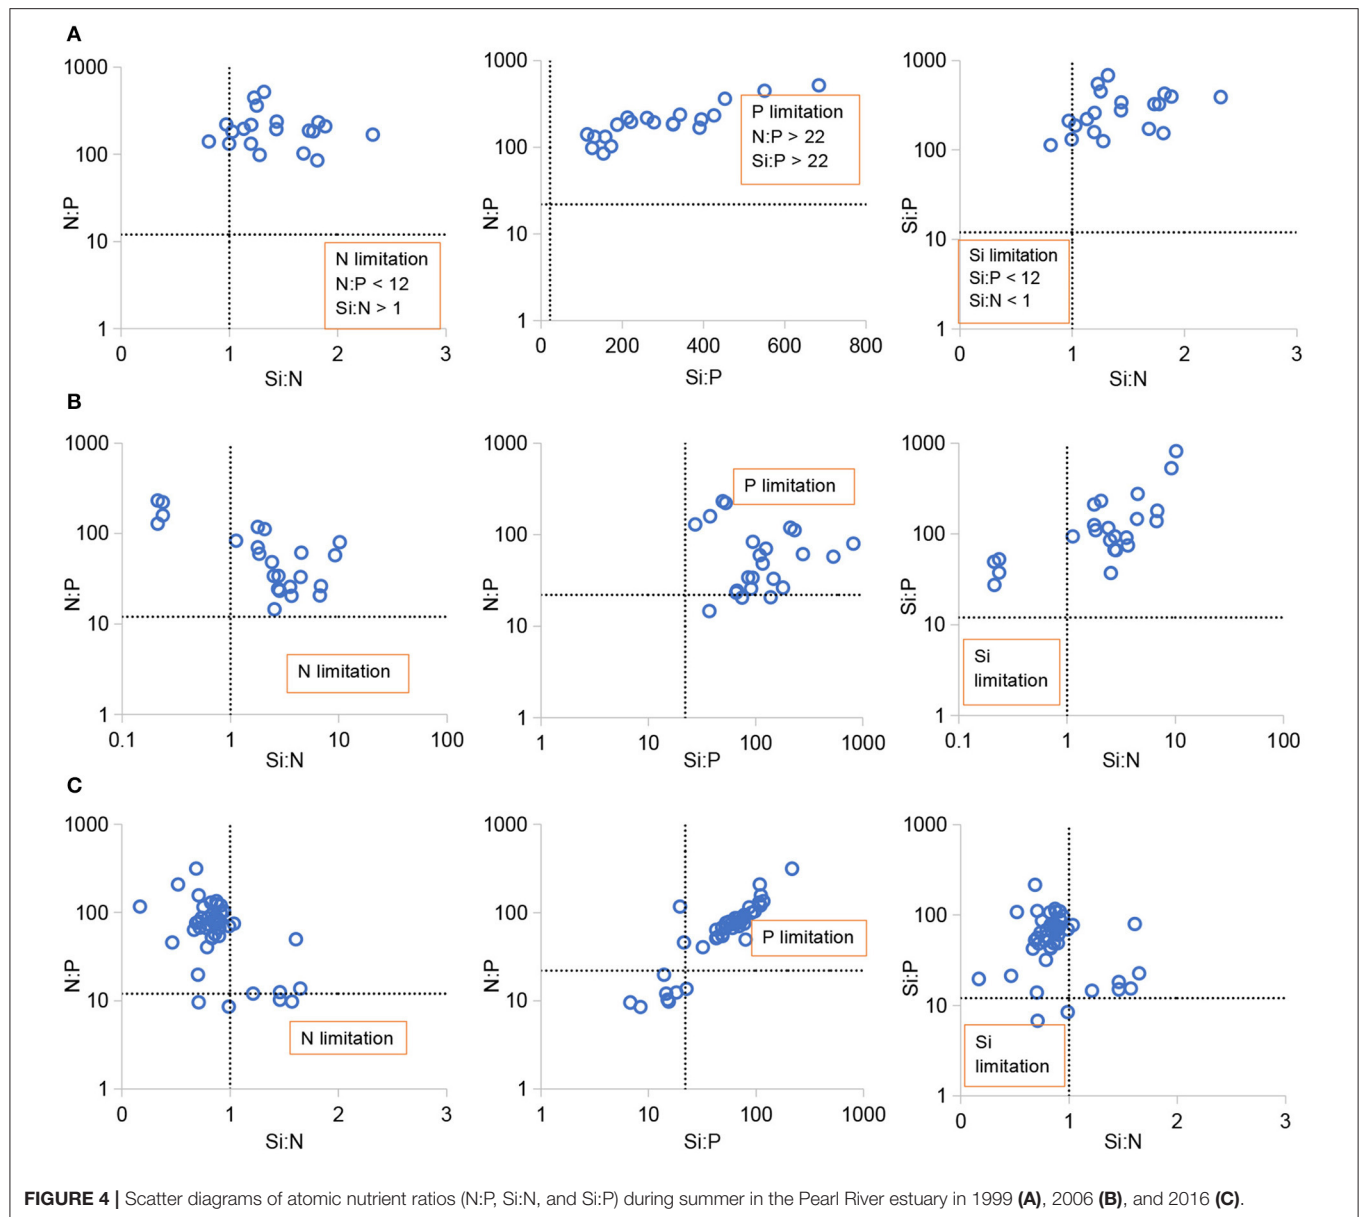 A
1000
100
10
1
N:P
0
1
2
3
Si:N
N limitation
N:P < 12
Si:N > 1
1000
100
10
1
N:P
0
200
400
600
800
Si:P
P limitation
N:P > 22
Si:P > 22
1000
100
10
1
Si:P
0
1
2
3
Si:N
Si limitation
Si:P < 12
Si:N < 1
B
1000
100
10
1
N:P
0.1
1
10
100
Si:N
N limitation
1000
100
10
1
N:P
1
10
100
1000
Si:P
P limitation
1000
100
10
1
Si:P
0.1
1
10
100
Si:N
Si
limitation
C
1000
100
10
1
N:P
0
1
2
3
Si:N
N limitation
1000
100
10
1
N:P
1
10
100
1000
Si:P
P limitation
1000
100
10
1
Si:P
0
1
2
3
Si:N
Si
limitation
FIGURE 4 | Scatter diagrams of atomic nutrient ratios (N:P, Si:N, and Si:P) during summer in the Pearl River estuary in 1999 (A), 2006 (B), and 2016 (C).